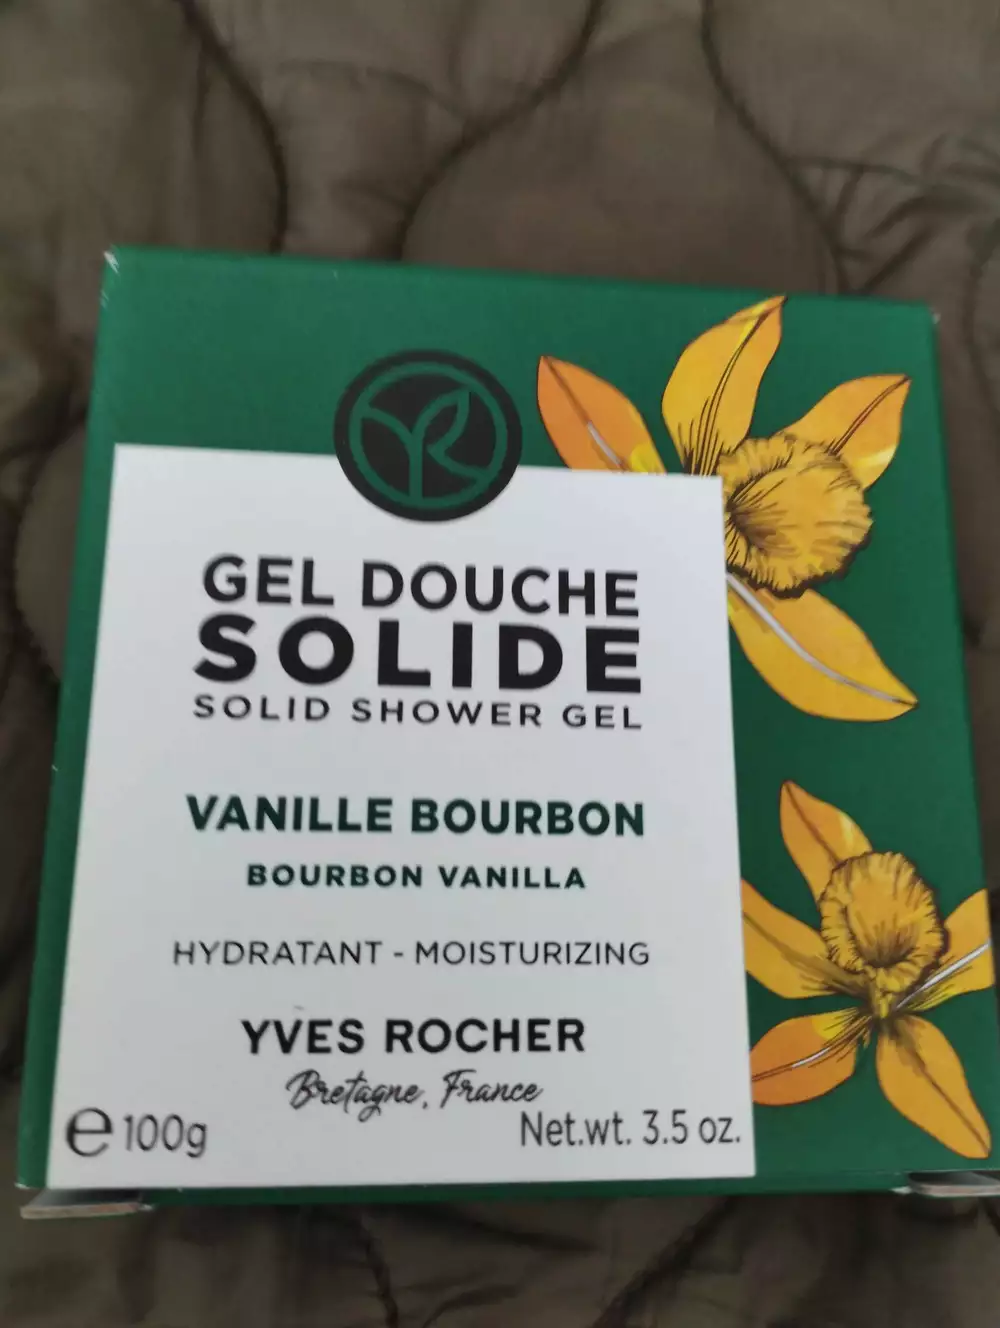 GEL DOUCHE
SOLIDE
SOLID SHOWER GEL
VANILLE BOURBON
BOURBON VANILLA
HYDRATANT - MOISTURIZING
YVES ROCHER
Bretagne, France
e 100g
Net.wt. 3.5 oz.